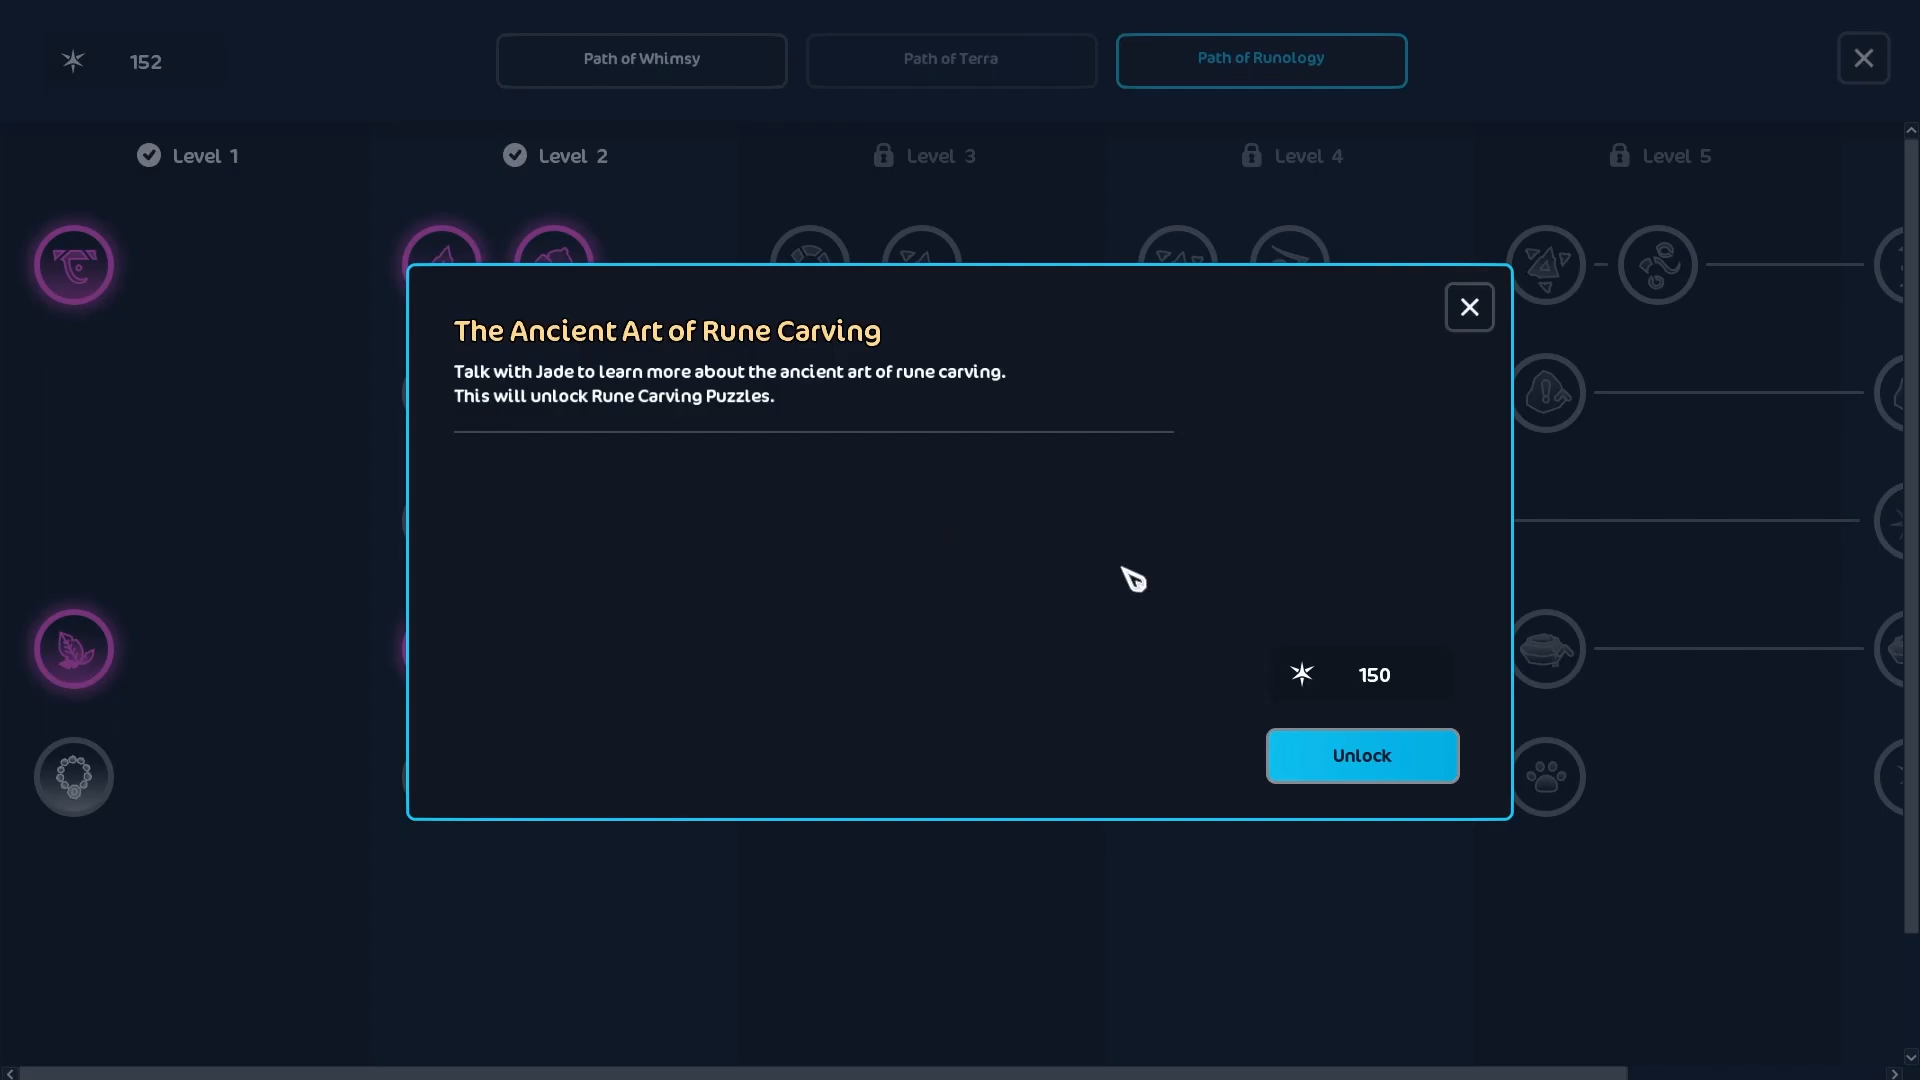 152
Path of Whimsy
Path of Terra
Path of Runology
Level 1
Level 2
Level 3
Level 4
Level 5
The Ancient Art of Rune Carving
Talk with Jade to learn more about the ancient art of rune carving.
This will unlock Rune Carving Puzzles.
150
Unlock